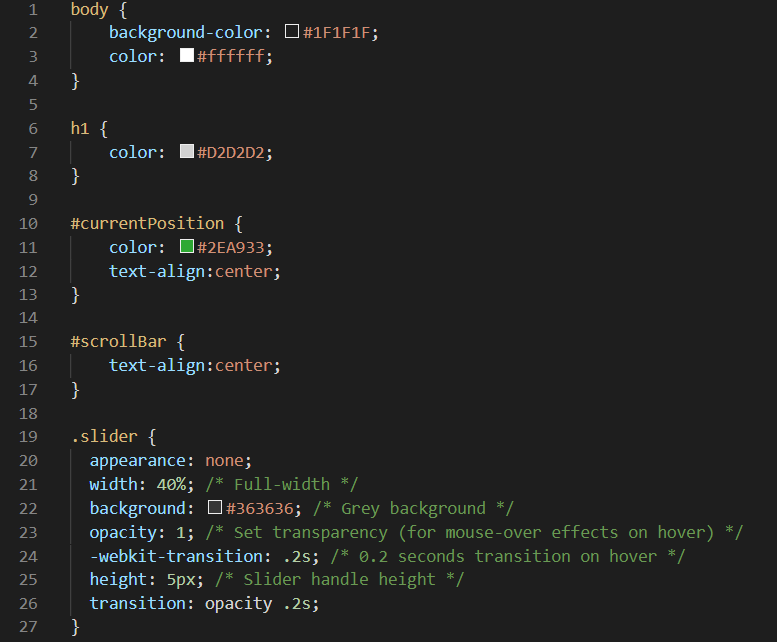 1 body {
2     background-color: #1F1F1F;
3     color: #ffffff;
4 }
5
6 h1 {
7     color: #D2D2D2;
8 }
9
10 #currentPosition {
11     color: #2EA933;
12     text-align:center;
13 }
14
15 #scrollBar {
16     text-align:center;
17 }
18
19 .slider {
20   appearance: none;
21   width: 40%; /* Full-width */
22   background: #363636; /* Grey background */
23   opacity: 1; /* Set transparency (for mouse-over effects on hover) */
24   -webkit-transition: .2s; /* 0.2 seconds transition on hover */
25   height: 5px; /* Slider handle height */
26   transition: opacity .2s;
27 }